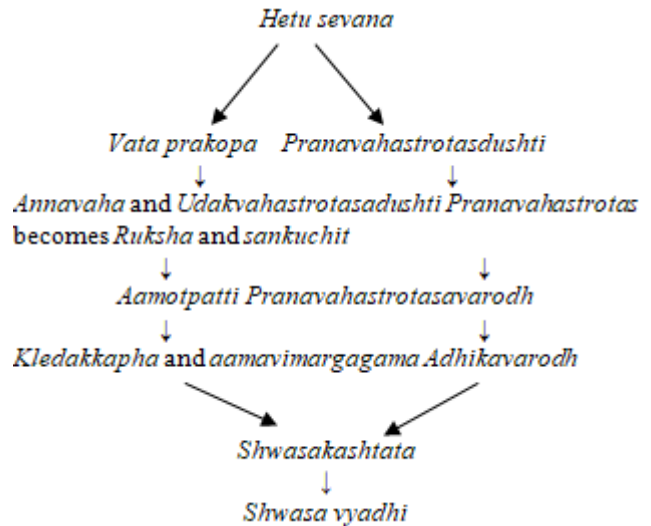 Hetu sevana
Vata prakopa Pranavahastrotasdushti
↓ ↓
Annavaha and Udakvahastrotasadushti Pranavahastrotas
becomes Ruksha and sankuchit
↓ ↓
Aamotpatti Pranavahastrotasavarodh
↓ ↓
Kledakkapha and aamavimargagama Adhikavarodh
Shwasakashtata
↓
Shwasa vyadhi